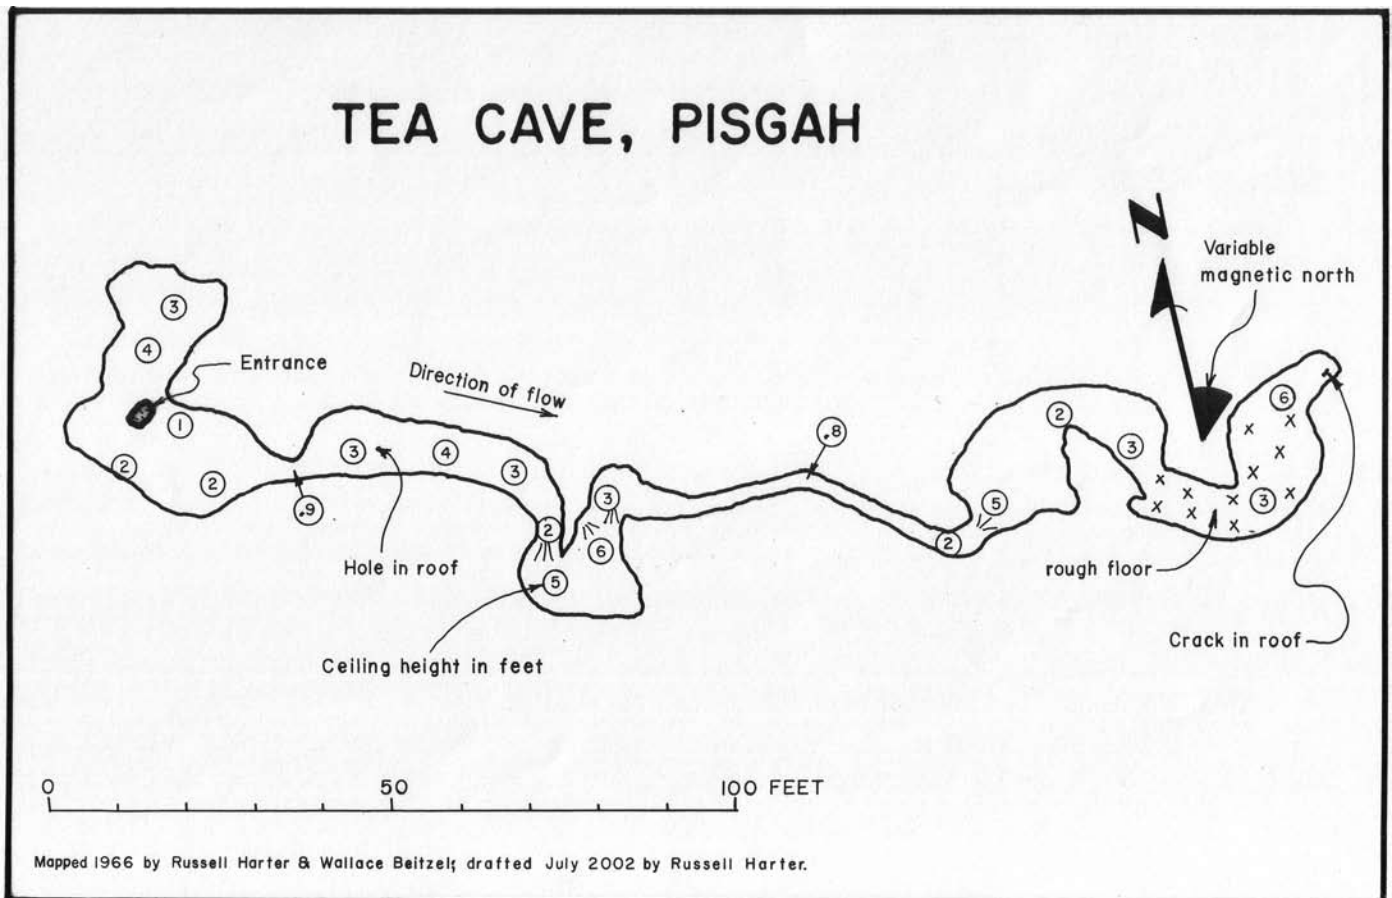 TEA CAVE, PISGAH
N
Variable
magnetic north
3
4
Entrance
1
2
2
Direction of flow
3
4
3
.9
Hole in roof
2
5
3
6
Ceiling height in feet
.8
2
5
2
3
6
3
x x x x x x x x x x x
rough floor
Crack in roof
0 50 100 FEET
Mapped 1966 by Russell Harter & Wallace Beitzel; drafted July 2002 by Russell Harter.